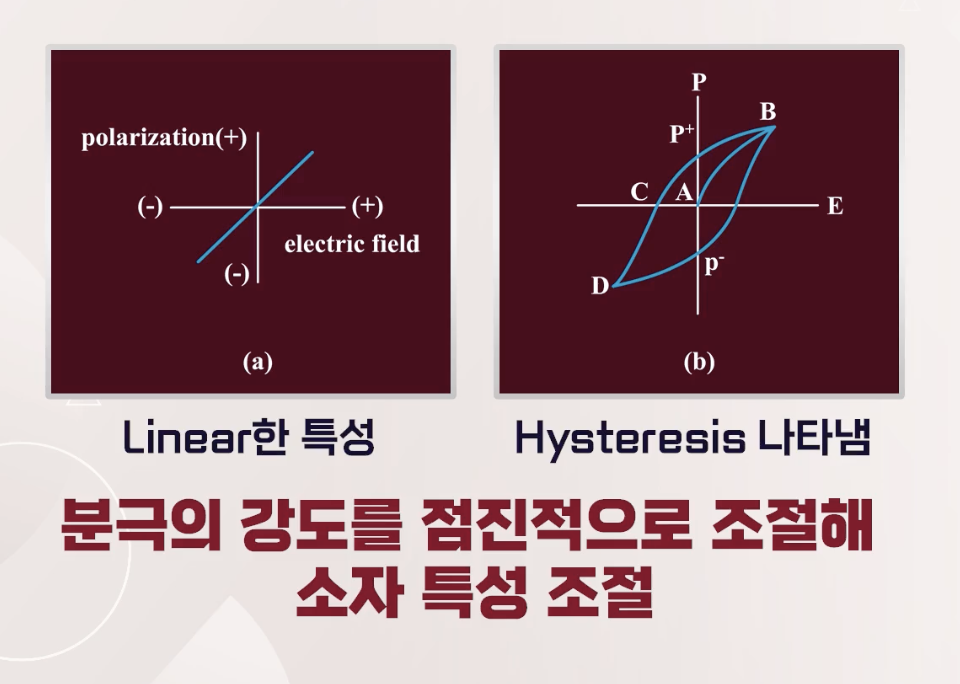 polarization(+)
(-)
(+)
electric field
(-)
(a)
P
B
P+
C
A
E
p-
D
(b)
Linear한 특성
Hysteresis 나타냄
분극의 강도를 점진적으로 조절해
소자 특성 조절